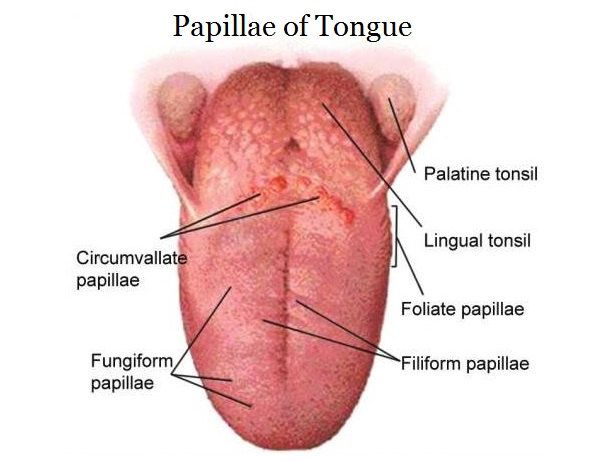 Papillae of Tongue
Palatine tonsil
Lingual tonsil
Circumvallate
papillae
Foliate papillae
Fungiform
papillae
Filiform papillae